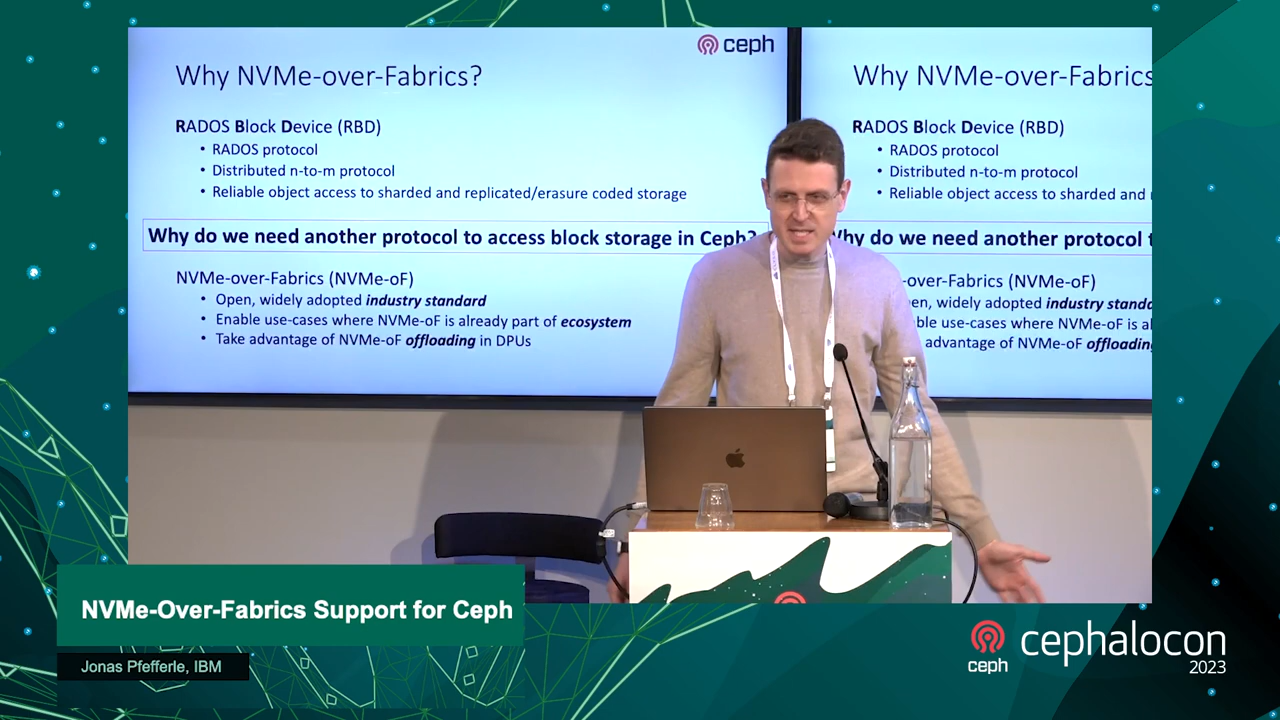 ceph
Why NVMe-over-Fabrics?
RADOS Block Device (RBD)
• RADOS protocol
• Distributed n-to-m protocol
• Reliable object access to sharded and replicated/erasure coded storage
Why do we need another protocol to access block storage in Ceph?
NVMe-over-Fabrics (NVMe-oF)
• Open, widely adopted industry standard
• Enable use-cases where NVMe-oF is already part of ecosystem
• Take advantage of NVMe-oF offloading in DPUs
Why NVMe-over-Fabrics
RADOS Block Device (RBD)
• RADOS protocol
• Distributed n-to-m protocol
• Reliable object access to sharded and
Why do we need another protocol
-over-Fabrics (NVMe-oF)
widely adopted industry
use-cases where NVMe-oF is
advantage of NVMe-oF offloading
NVMe-Over-Fabrics Support for Ceph
Jonas Pfefferle, IBM
ceph
cephalocon
2023